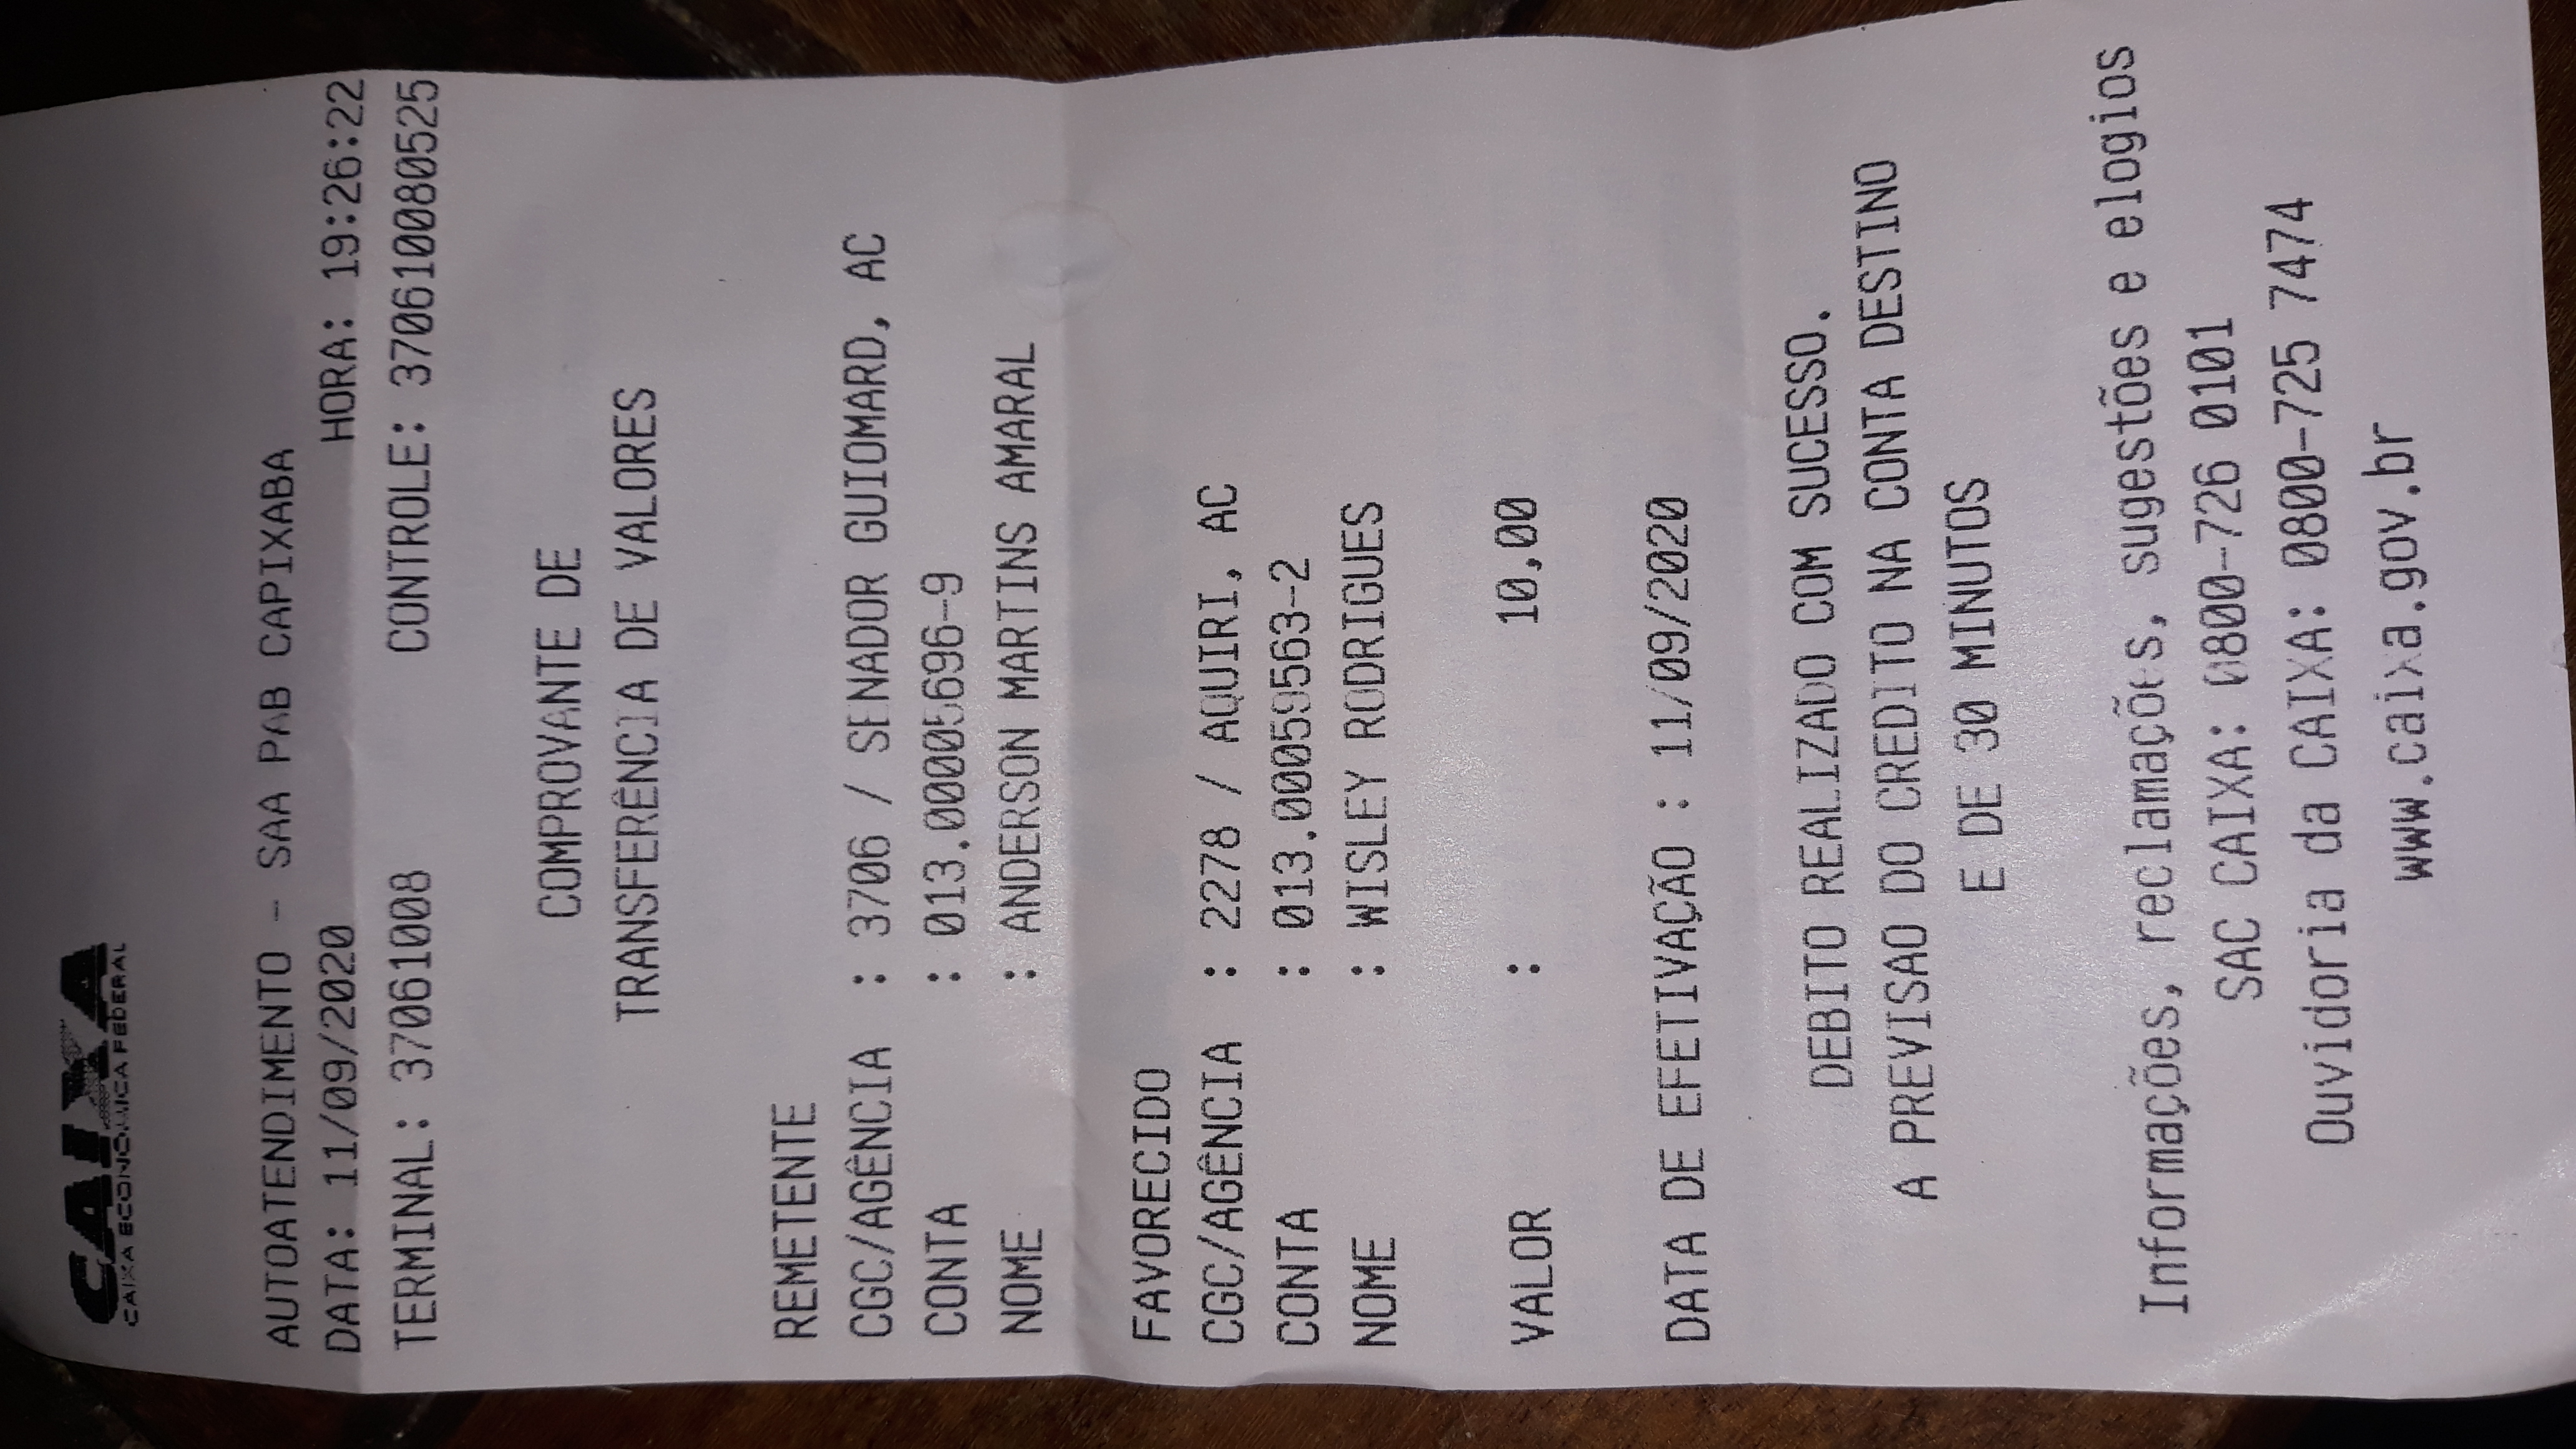 CAIXA
CAIXA ECONOMICA FEDERAL
AUTOATENDIMENTO - SAA PAB CAPIXABA
DATA: 11/09/2020 HORA: 19:26:22
TERMINAL: 37061008 CONTROLE: 370610080525
COMPROVANTE DE
TRANSFERÊNCIA DE VALORES
REMETENTE
CGC/AGÊNCIA : 3706 / SENADOR GUIOMARD, AC
CONTA : 013.00005696-9
NOME : ANDERSON MARTINS AMARAL
FAVORECIDO
CGC/AGÊNCIA : 2278 / AQUIRI, AC
CONTA : 013.00059563-2
NOME : WISLEY RODRIGUES
VALOR : 10,00
DATA DE EFETIVAÇÃO : 11/09/2020
DEBITO REALIZADO COM SUCESSO.
A PREVISAO DO CREDITO NA CONTA DESTINO
E DE 30 MINUTOS
Informações, reclamações, sugestões e elogios
SAC CAIXA: 0800-726 0101
Ouvidoria da CAIXA: 0800-725 7474
www.caixa.gov.br